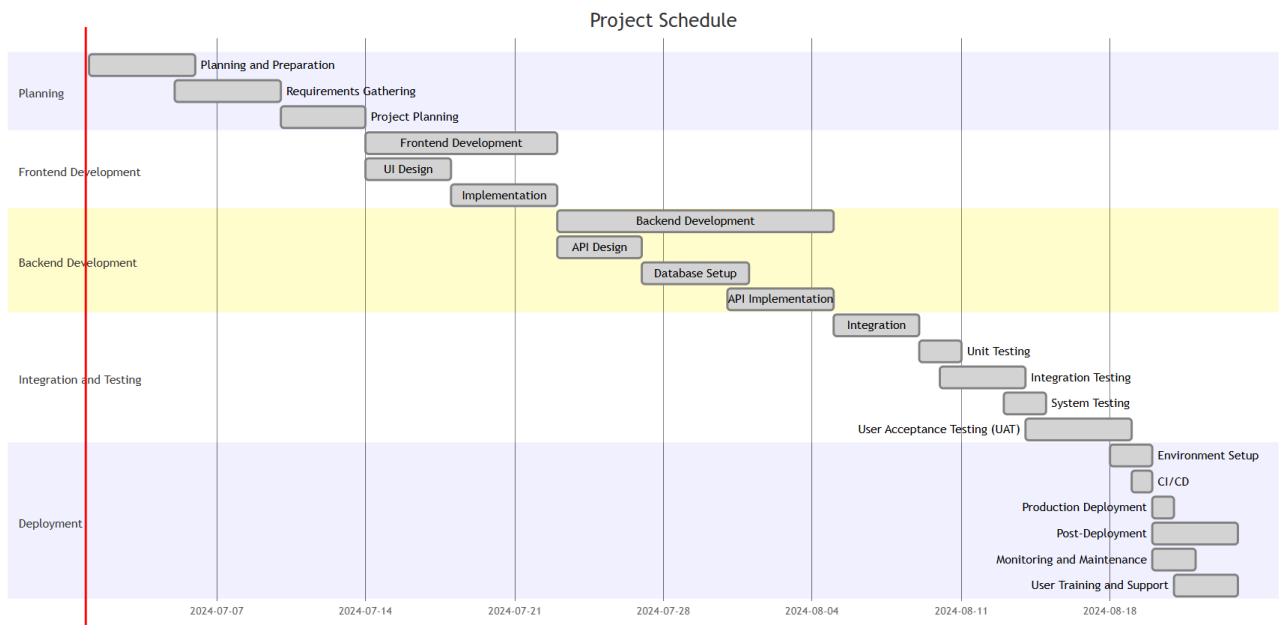 Project Schedule
Planning
Planning and Preparation
Requirements Gathering
Project Planning
Frontend Development
Frontend Development
UI Design
Implementation
Backend Development
Backend Development
API Design
Database Setup
API Implementation
Integration and Testing
Integration
Unit Testing
Integration Testing
System Testing
User Acceptance Testing (UAT)
Deployment
Environment Setup
CI/CD
Production Deployment
Post-Deployment
Monitoring and Maintenance
User Training and Support
2024-07-07
2024-07-14
2024-07-21
2024-07-28
2024-08-04
2024-08-11
2024-08-18